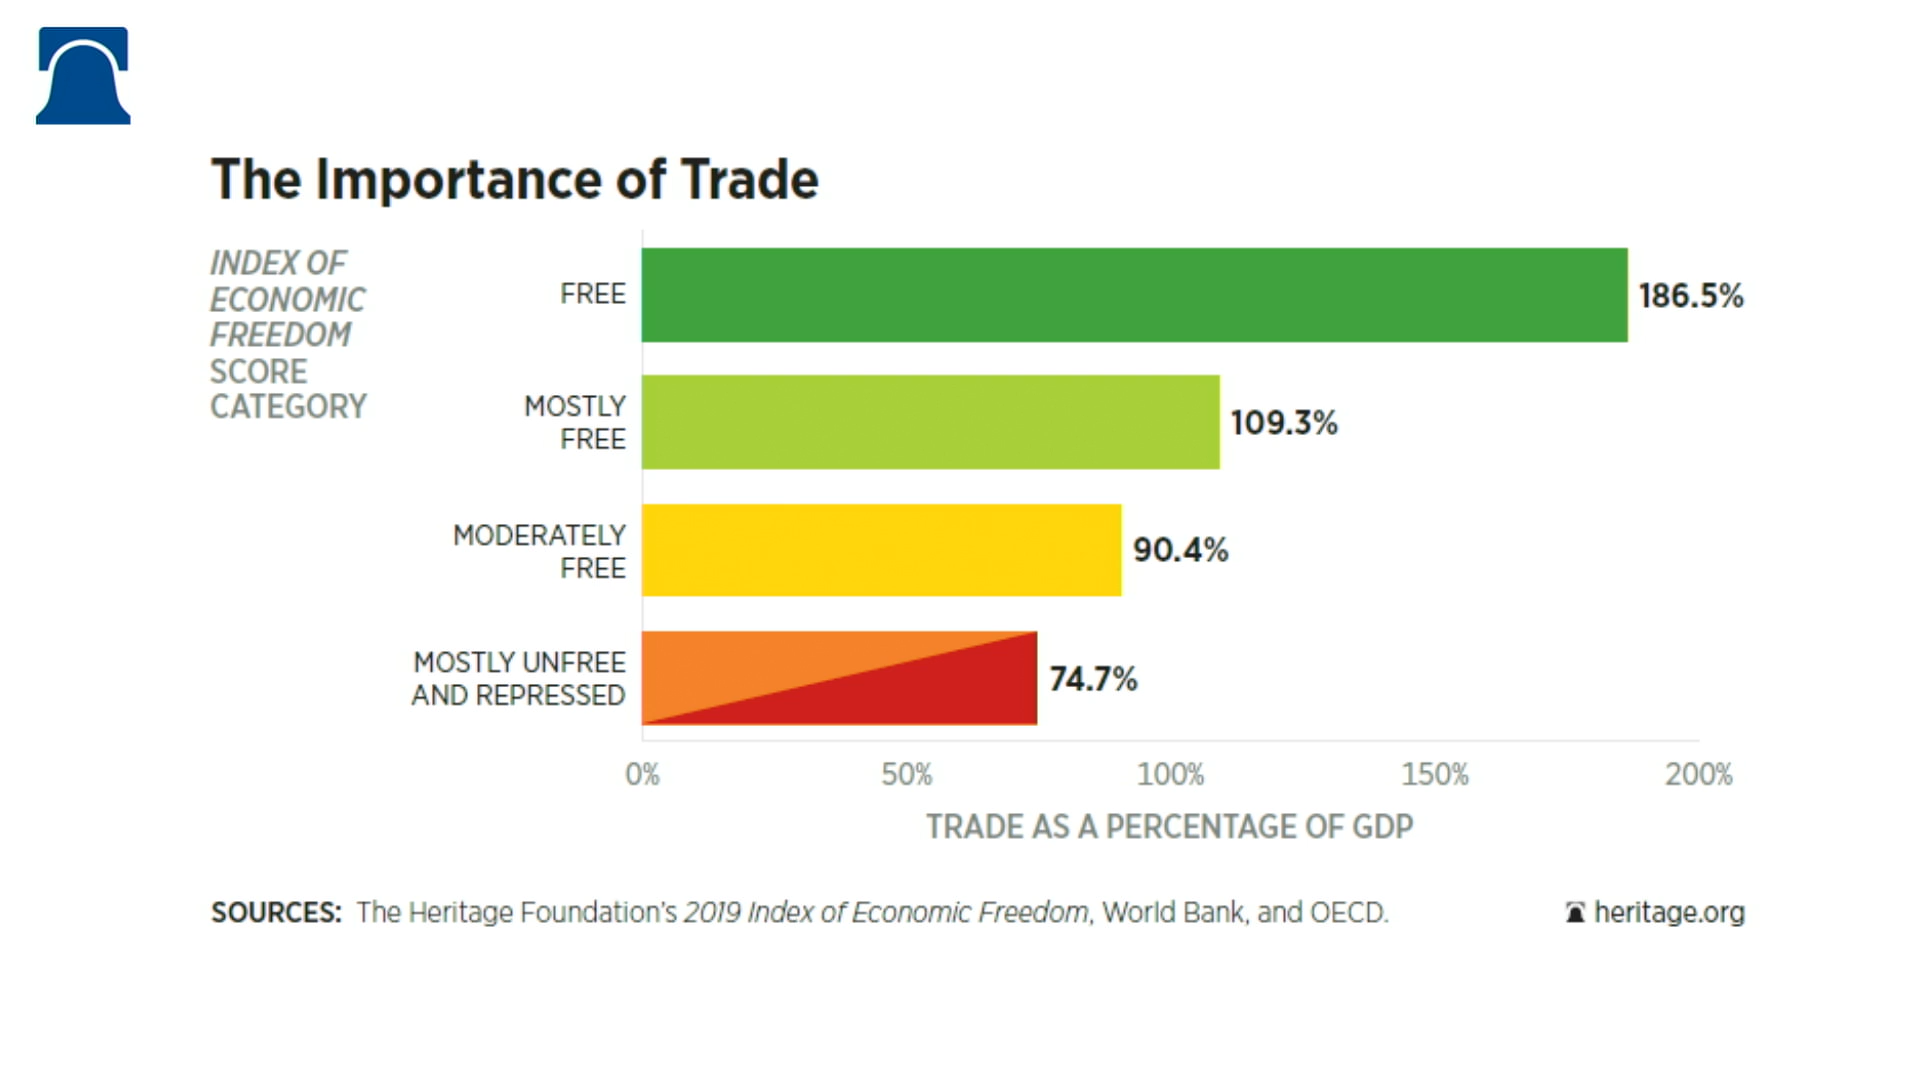 The Importance of Trade
INDEX OF
ECONOMIC
FREEDOM
SCORE
CATEGORY
FREE
186.5%
MOSTLY
FREE
109.3%
MODERATELY
FREE
90.4%
MOSTLY UNFREE
AND REPRESSED
74.7%
0% 50% 100% 150% 200%
TRADE AS A PERCENTAGE OF GDP
SOURCES: The Heritage Foundation's 2019 Index of Economic Freedom, World Bank, and OECD.
heritage.org